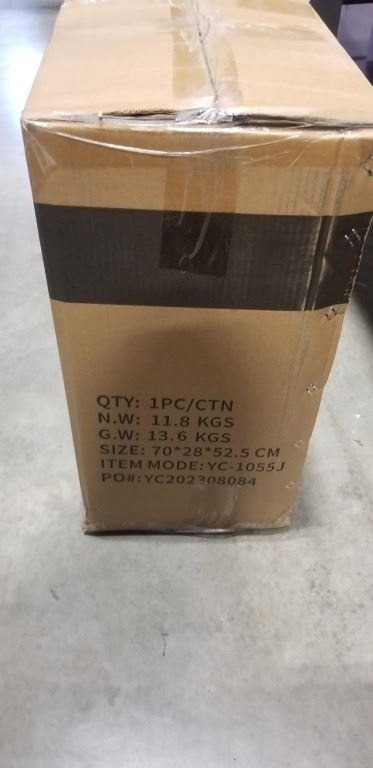 QTY: 1PC/CTN
N.W: 11.8 KGS
G.W: 13.6 KGS
SIZE: 70*28*52.5 CM
ITEM MODE: YC-1055J
PO#: YC202308084